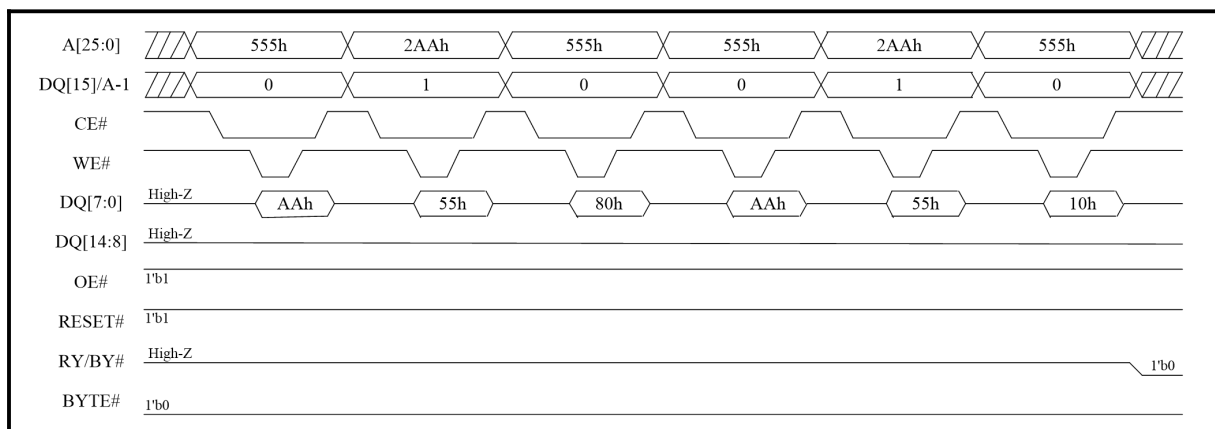 A[25:0] 555h 2AAh 555h 555h 2AAh 555h
DQ[15]/A-1 0 1 0 0 1 0
CE#
WE#
DQ[7:0] High-Z AAh 55h 80h AAh 55h 10h
DQ[14:8] High-Z
OE# 1'b1
RESET# 1'b1
RY/BY# High-Z 1'b0
BYTE# 1'b0